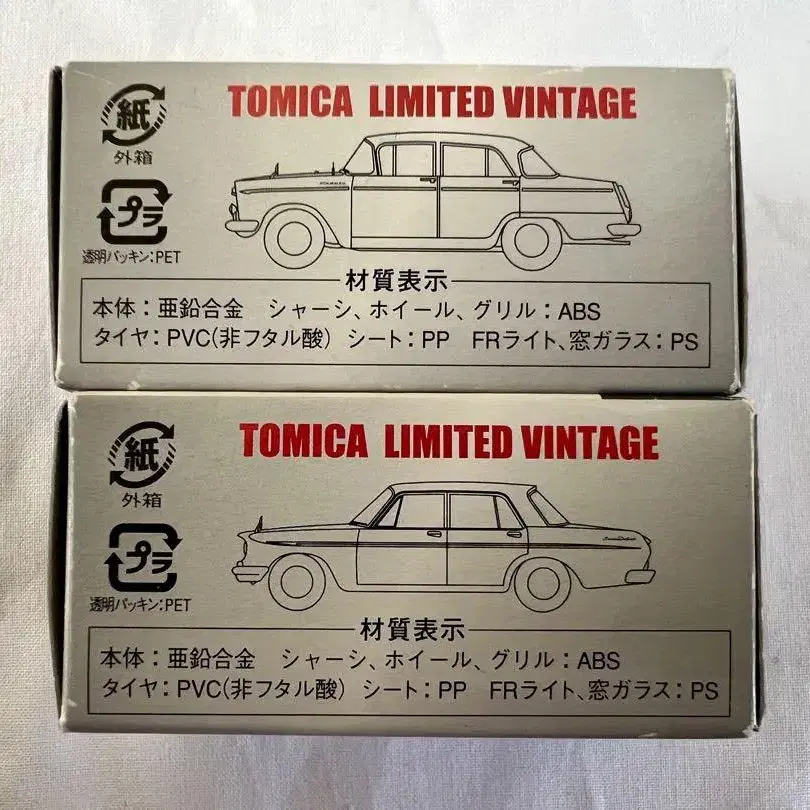 TOMICA LIMITED VINTAGE
紙
外箱
プラ
透明パッキン:PET
材質表示
本体:亜鉛合金 シャーシ、ホイール、グリル:ABS
タイヤ:PVC(非フタル酸) シート:PP FRライト、窓ガラス:PS
TOMICA LIMITED VINTAGE
紙
外箱
プラ
透明パッキン:PET
材質表示
本体:亜鉛合金 シャーシ、ホイール、グリル:ABS
タイヤ:PVC(非フタル酸) シート:PP FRライト、窓ガラス:PS